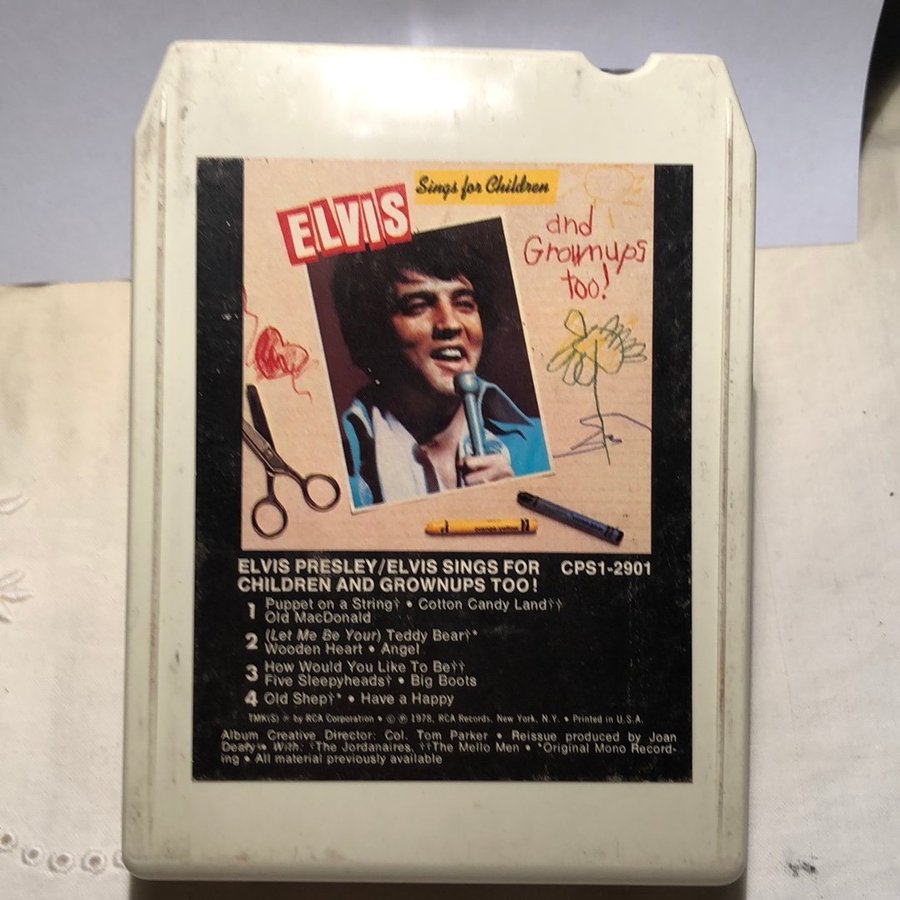 Sings for Children
ELVIS
and
Grownups
too!
ELVIS PRESLEY/ELVIS SINGS FOR CPS1-2901
CHILDREN AND GROWNUPS TOO!
1 Puppet on a String† • Cotton Candy Land††
Old MacDonald
2 (Let Me Be Your) Teddy Bear†*
Wooden Heart • Angel
3 How Would You Like To Be††
Five Sleepyheads† • Big Boots
4 Old Shep†* • Have a Happy
TMK(S) ® by RCA Corporation • © ℗ 1978, RCA Records, New York, N.Y. • Printed in U.S.A.
Album Creative Director: Col. Tom Parker • Reissue produced by Joan
Deary • With: †The Jordanaires, ††The Mello Men • *Original Mono Record-
ing • All material previously available